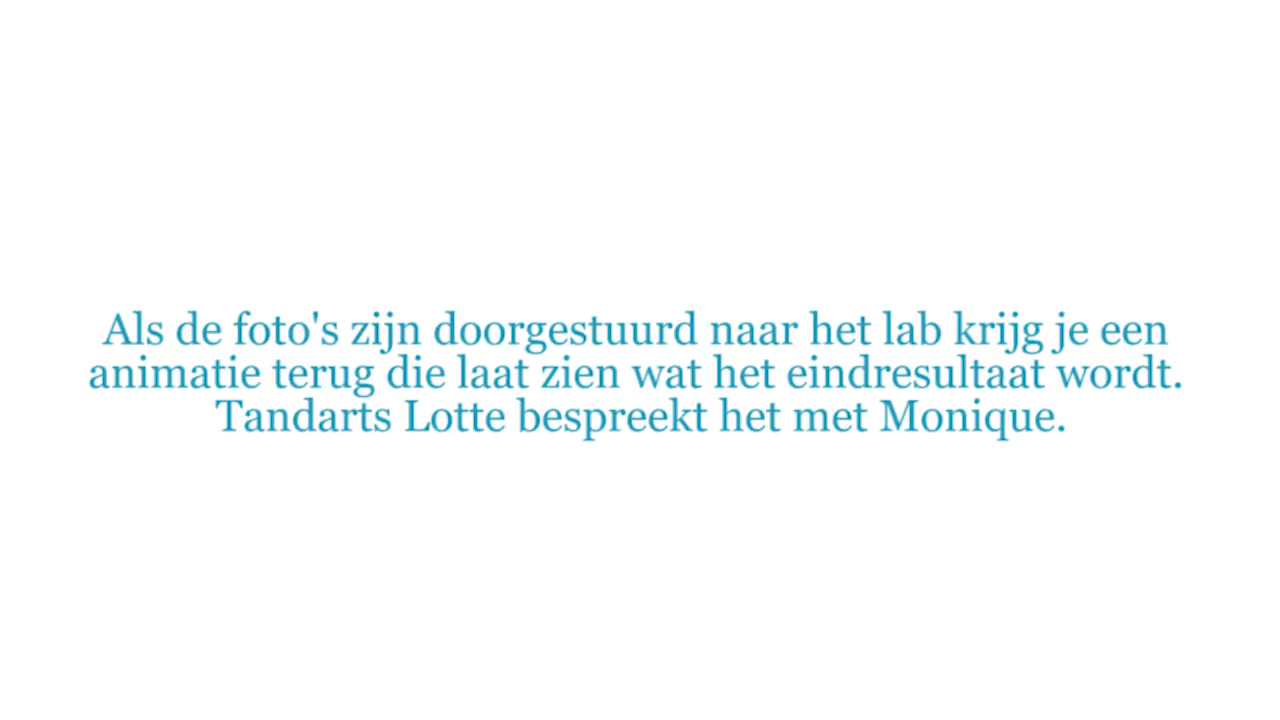 Als de foto's zijn doorgestuurd naar het lab krijg je een
animatie terug die laat zien wat het eindresultaat wordt.
Tandarts Lotte bespreekt het met Monique.